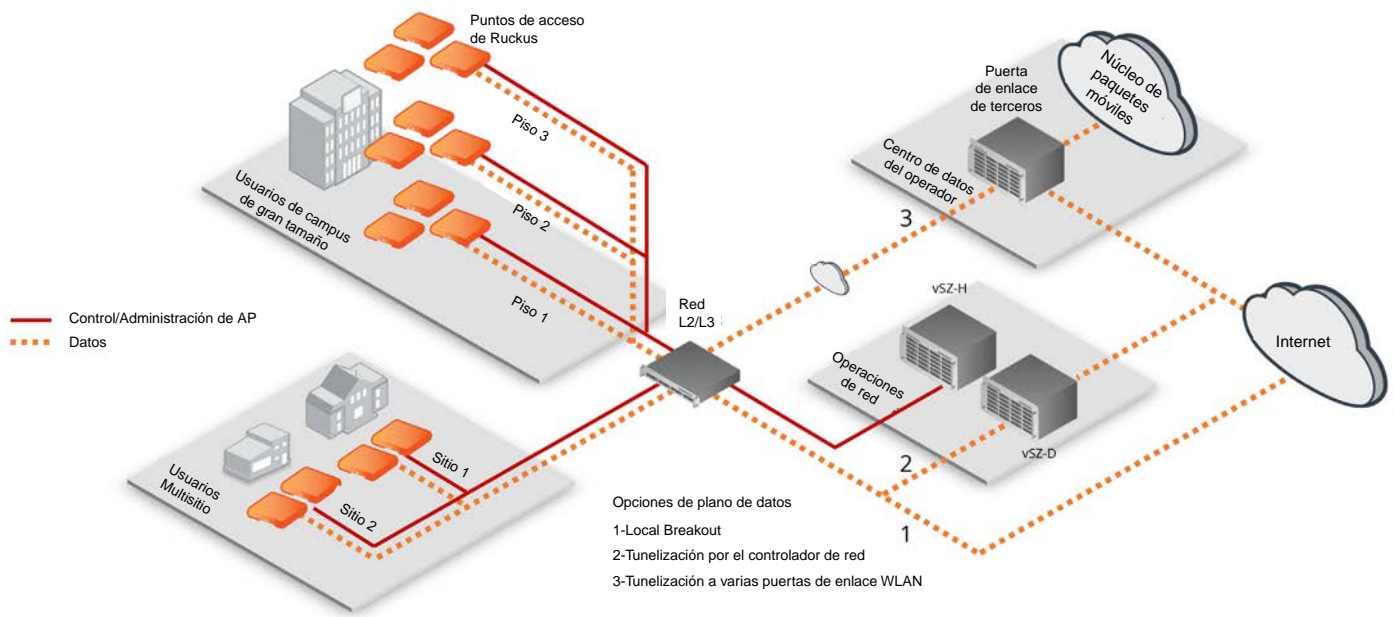 Puntos de acceso
de Ruckus
Piso 3
Piso 2
Piso 1
Usuarios de campus
de gran tamaño
Control/Administración de AP
Datos
Sitio 1
Sitio 2
Usuarios
Multisitio
Red
L2/L3 :
Puerta
de enlace
de terceros
Núcleo de
paquetes
móviles
Centro de datos
del operador
3
vSZ-H
Operaciones
de red
vSZ-D
Internet
2
1
Opciones de plano de datos
1-Local Breakout
2-Tunelización por el controlador de red
3-Tunelización a varias puertas de enlace WLAN